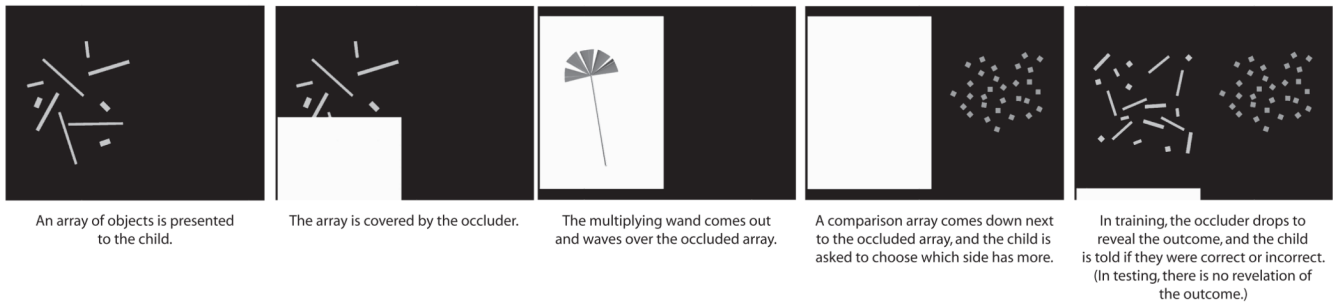 An array of objects is presented
to the child.
The array is covered by the occluder.
The multiplying wand comes out
and waves over the occluded array.
A comparison array comes down next
to the occluded array, and the child is
asked to choose which side has more.
In training, the occluder drops to
reveal the outcome, and the child
is told if they were correct or incorrect.
(In testing, there is no revelation of
the outcome.)